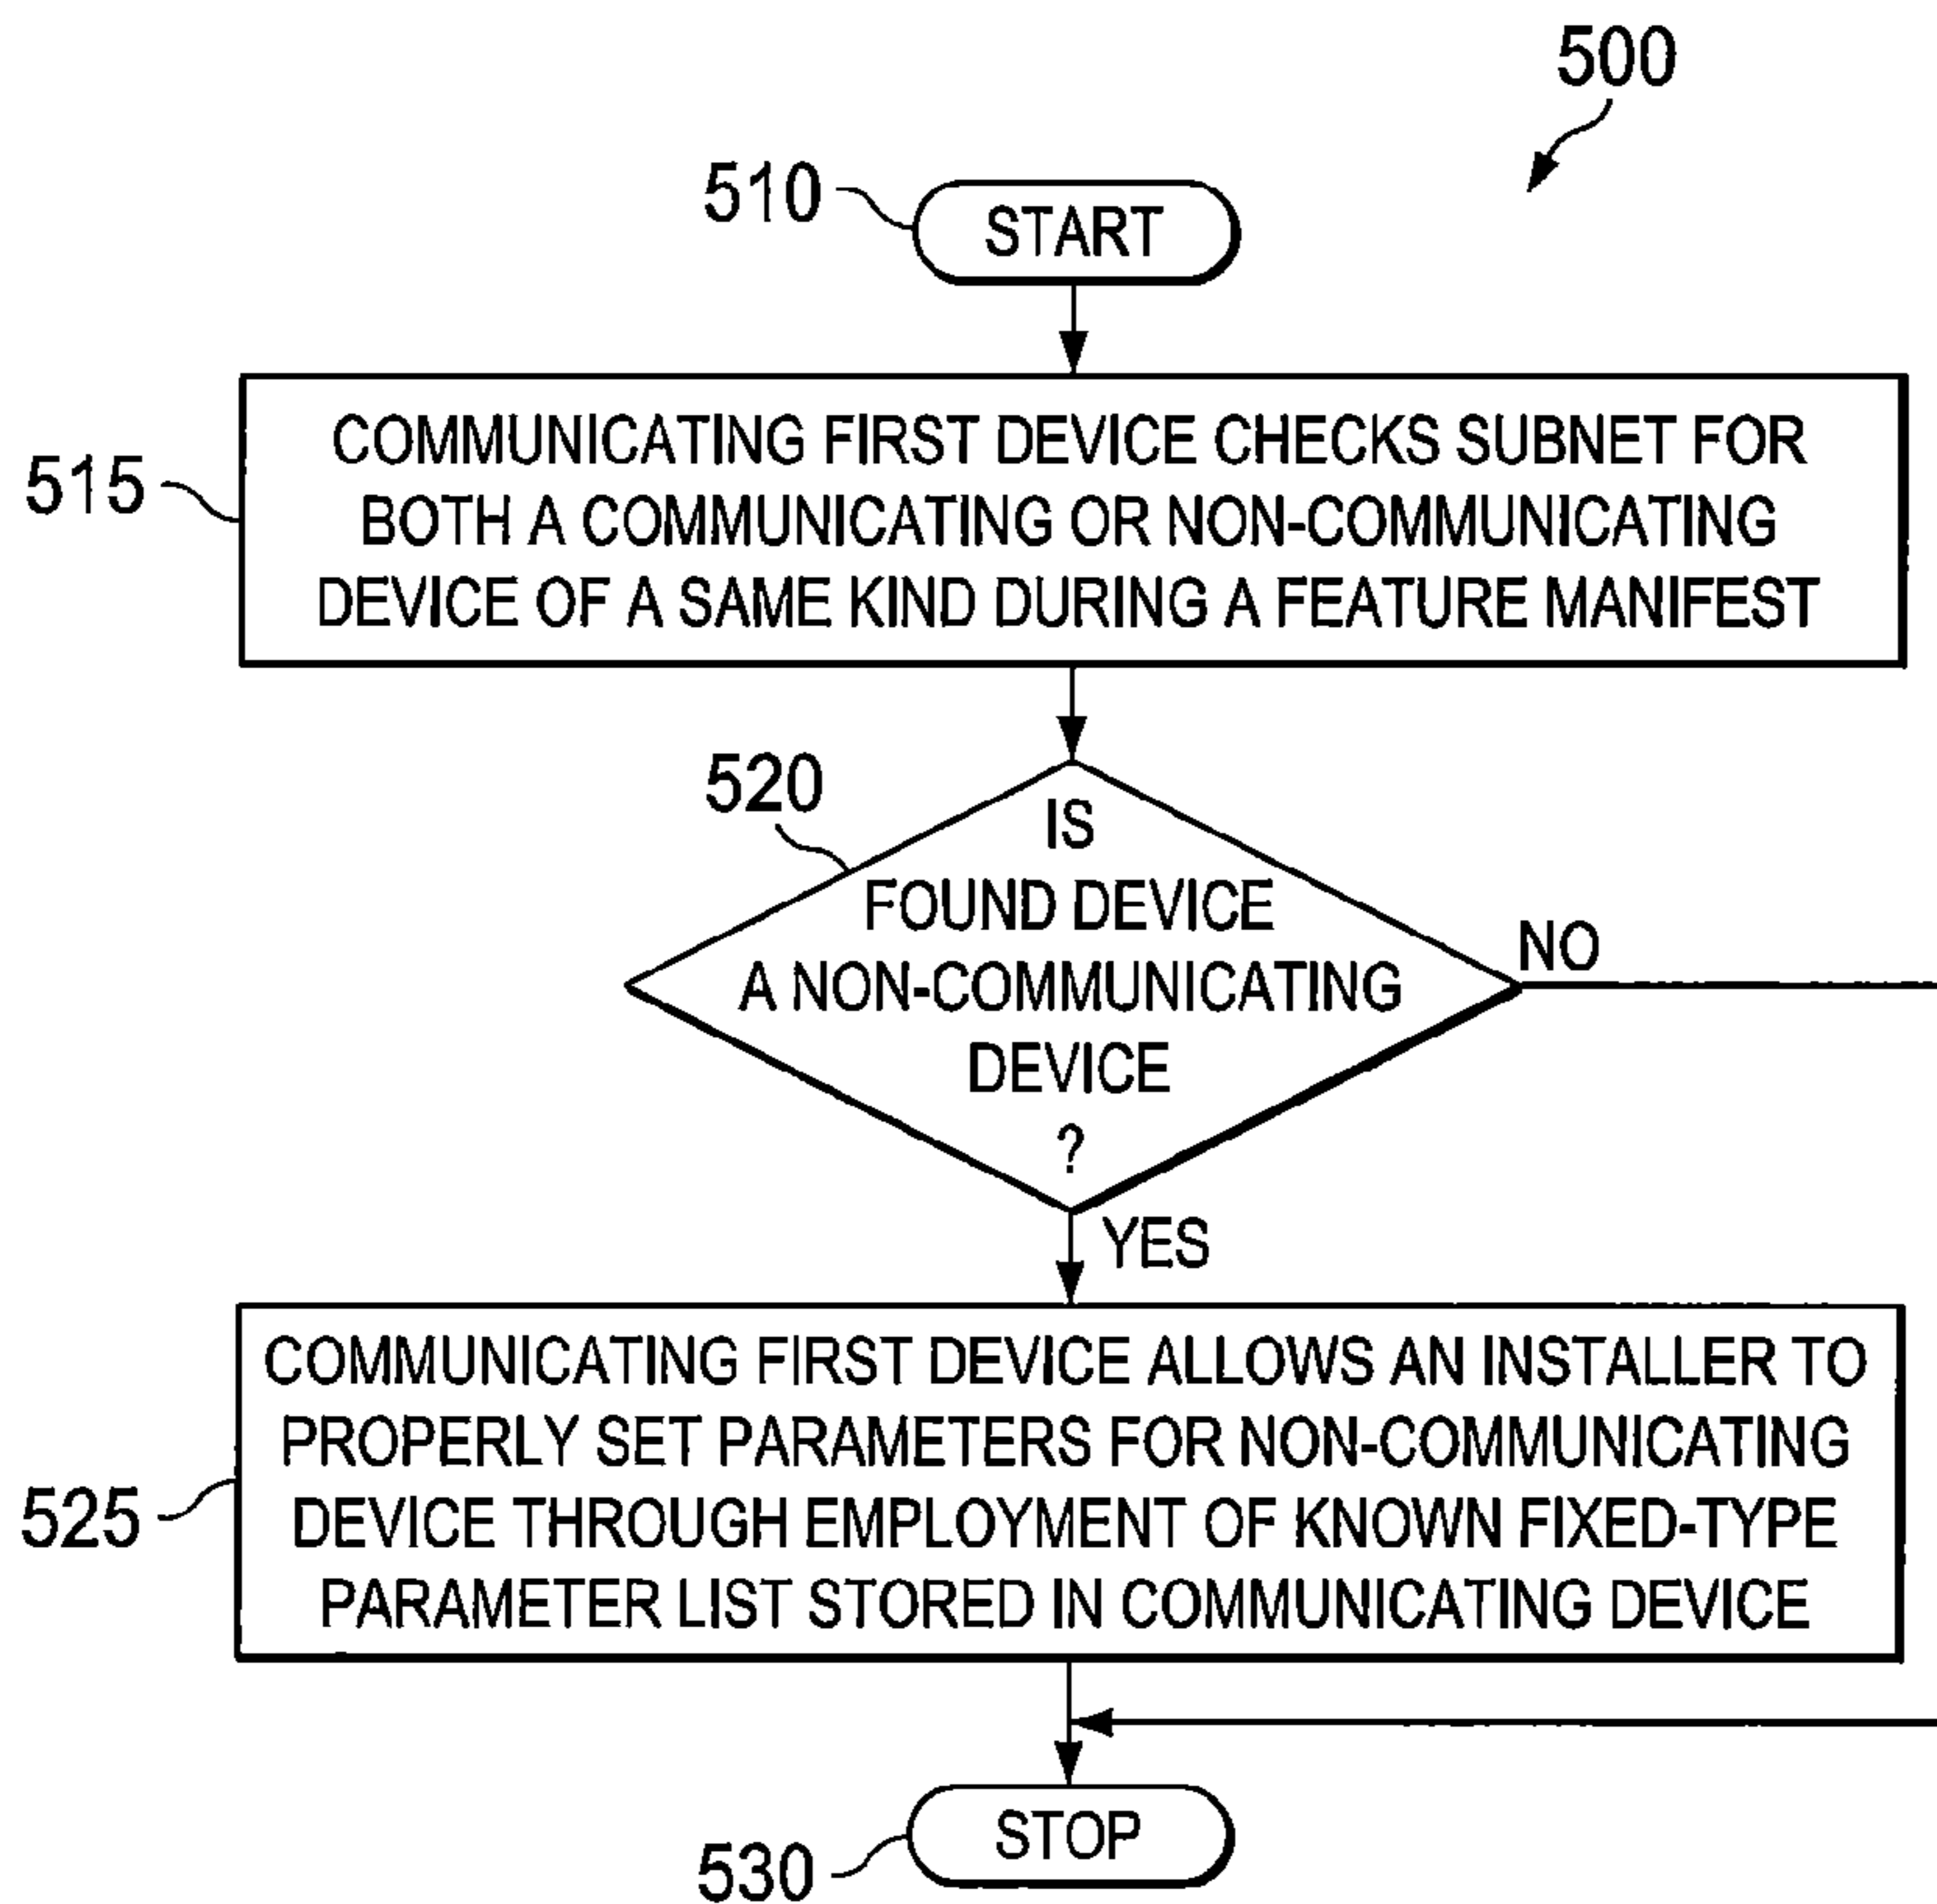 500
510
START
515
COMMUNICATING FIRST DEVICE CHECKS SUBNET FOR
BOTH A COMMUNICATING OR NON-COMMUNICATING
DEVICE OF A SAME KIND DURING A FEATURE MANIFEST
520
IS
FOUND DEVICE
A NON-COMMUNICATING
DEVICE
?
NO
YES
525
COMMUNICATING FIRST DEVICE ALLOWS AN INSTALLER TO
PROPERLY SET PARAMETERS FOR NON-COMMUNICATING
DEVICE THROUGH EMPLOYMENT OF KNOWN FIXED-TYPE
PARAMETER LIST STORED IN COMMUNICATING DEVICE
530
STOP